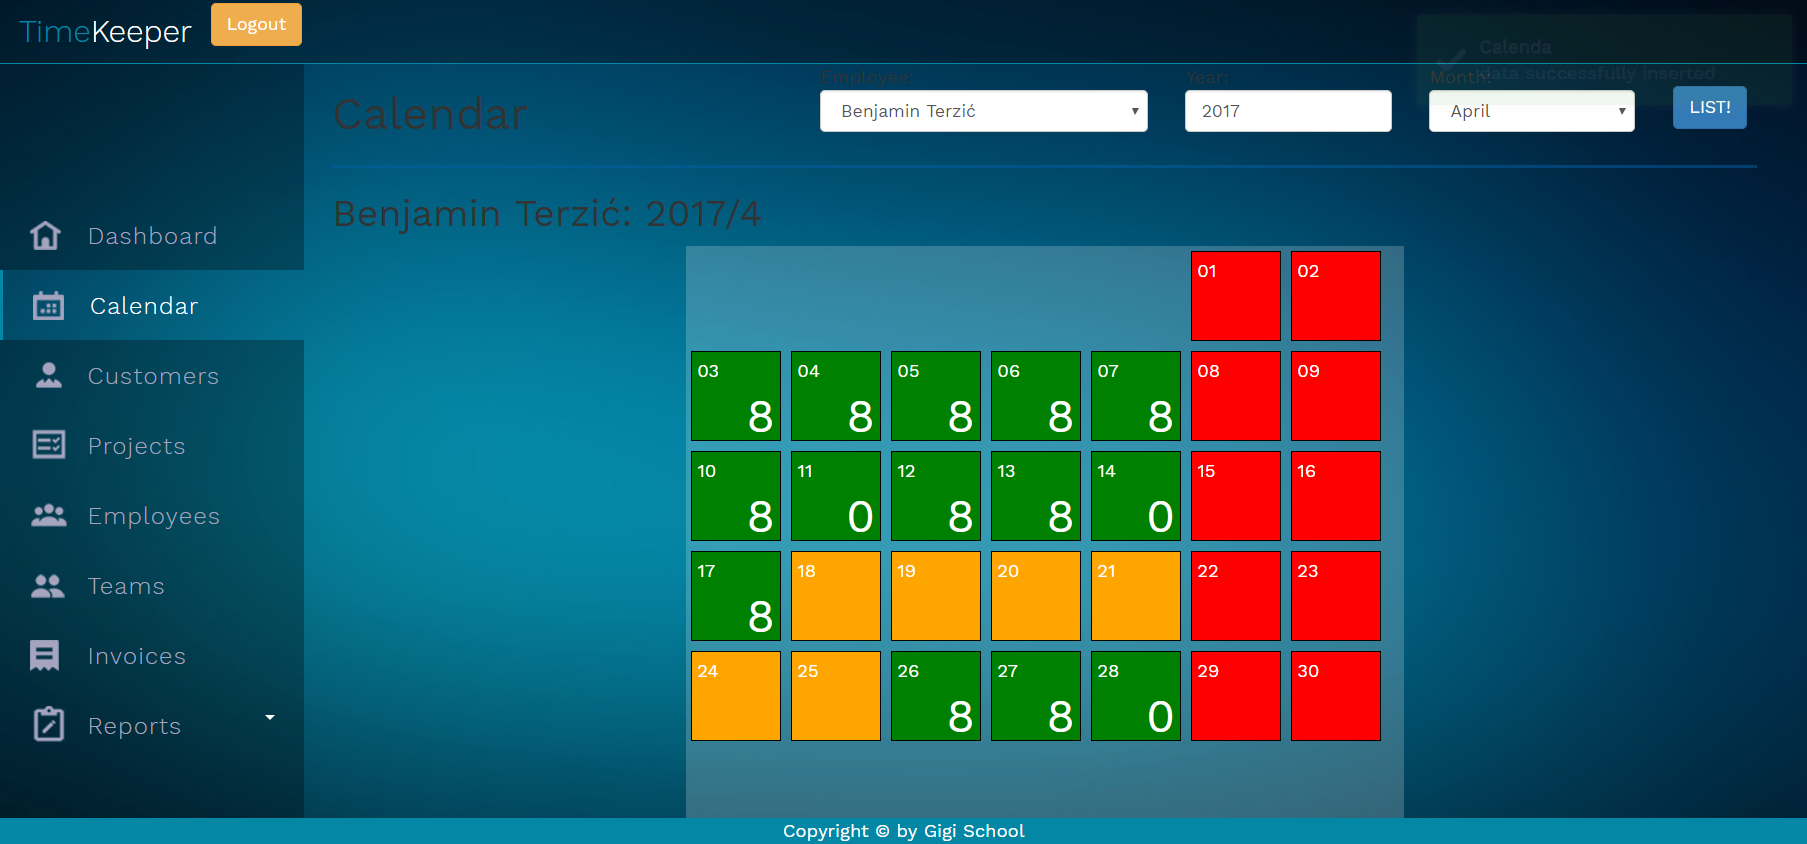 TimeKeeper
Logout
Calenda
data successfully inserted
Calendar
Employee:
Benjamin Terzić
Year:
2017
Month:
April
LIST!
Benjamin Terzić: 2017/4
Dashboard
Calendar
Customers
Projects
Employees
Teams
Invoices
Reports
01 02
03 8 04 8 05 8 06 8 07 8 08 09
10 8 11 0 12 8 13 8 14 0 15 16
17 8 18 19 20 21 22 23
24 25 26 8 27 8 28 0 29 30
Copyright © by Gigi School